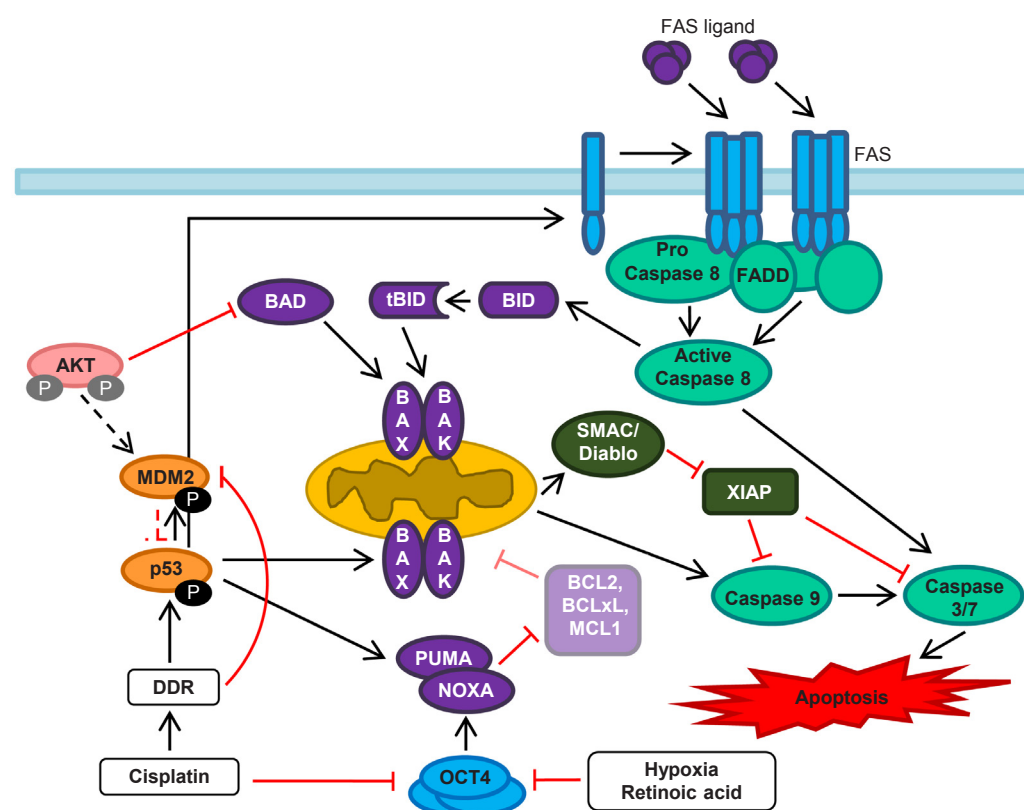 FAS ligand
FAS
Pro
Caspase 8
FADD
BAD
tBID
BID
Active
Caspase 8
AKT
P
P
B
A
X
B
A
K
SMAC/
Diablo
MDM2
P
XIAP
p53
P
B
A
X
B
A
K
BCL2,
BCLxL,
MCL1
Caspase 9
Caspase
3/7
PUMA
NOXA
DDR
Apoptosis
Cisplatin
OCT4
Hypoxia
Retinoic acid